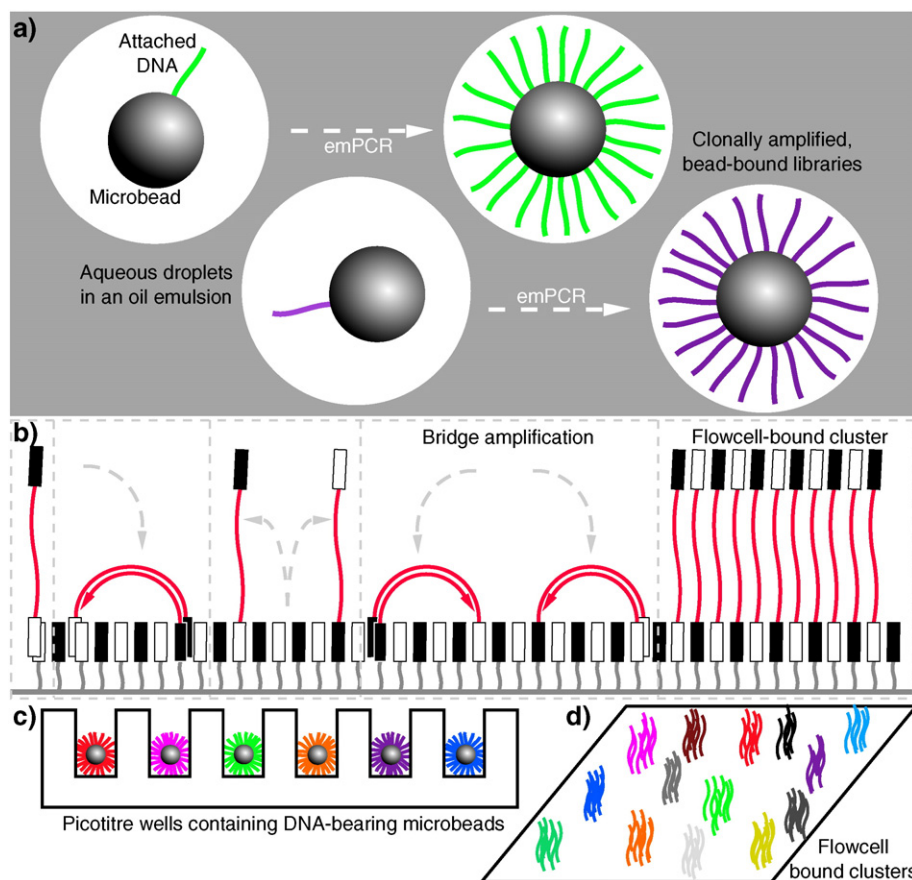 a)
Attached
DNA
Microbead
emPCR
Clonally amplified,
bead-bound libraries
Aqueous droplets
in an oil emulsion
emPCR
b)
Bridge amplification
Flowcell-bound cluster
c)
Picotitre wells containing DNA-bearing microbeads
d)
Flowcell
bound clusters